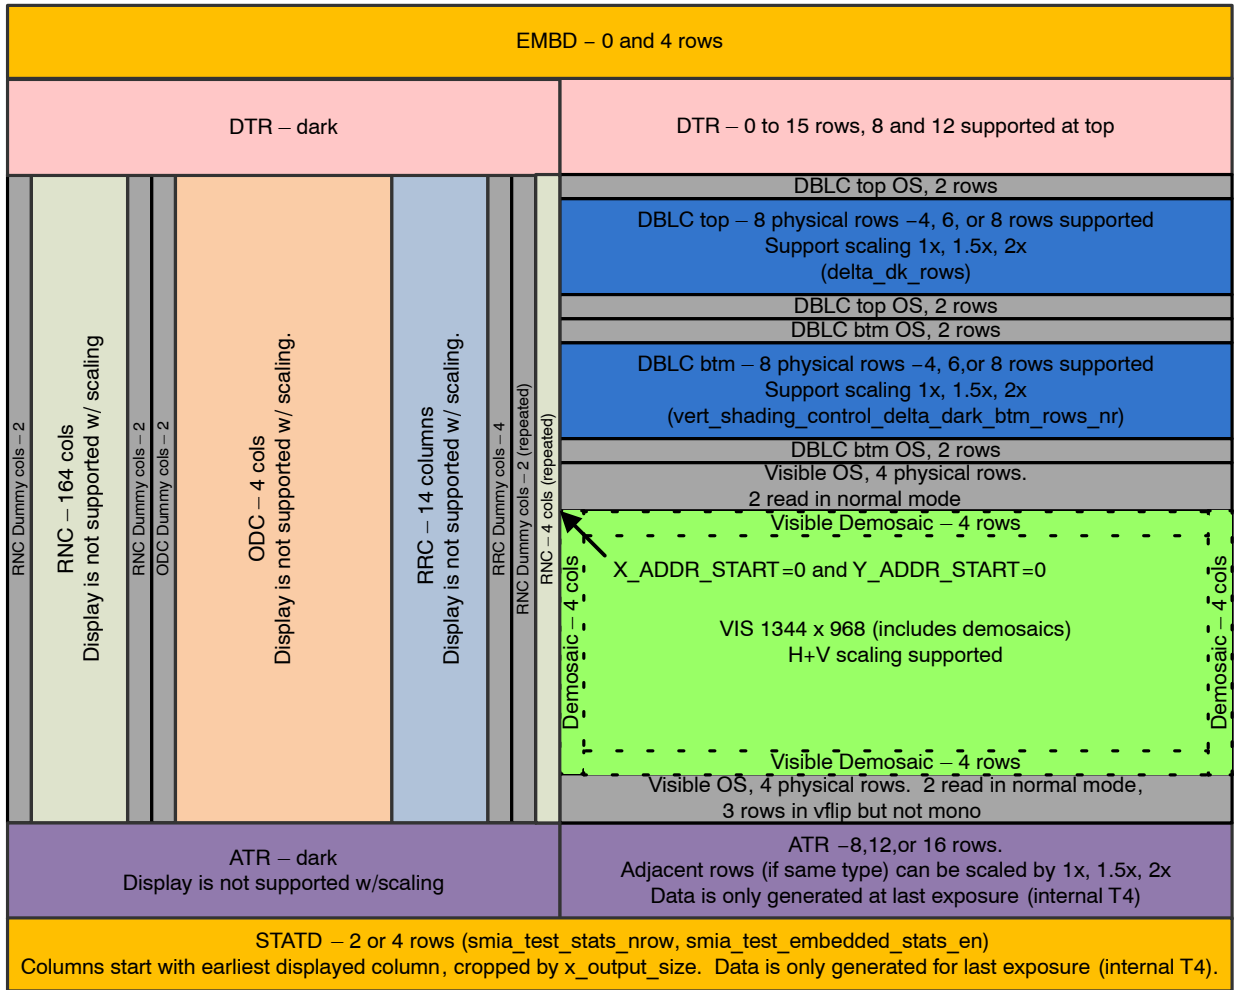 EMBD – 0 and 4 rows
DTR – dark
DTR – 0 to 15 rows, 8 and 12 supported at top
RNC Dummy cols – 2
RNC – 164 cols
Display is not supported w/ scaling
RNC Dummy cols – 2
ODC Dummy cols – 2
ODC – 4 cols
Display is not supported w/ scaling.
RRC – 14 columns
Display is not supported w/ scaling.
RRC Dummy cols – 4
RNC Dummy cols – 2 (repeated)
RNC – 4 cols (repeated)
DBLC top OS, 2 rows
DBLC top – 8 physical rows –4, 6, or 8 rows supported
Support scaling 1x, 1.5x, 2x
(delta_dk_rows)
DBLC top OS, 2 rows
DBLC btm OS, 2 rows
DBLC btm – 8 physical rows –4, 6,or 8 rows supported
Support scaling 1x, 1.5x, 2x
(vert_shading_control_delta_dark_btm_rows_nr)
DBLC btm OS, 2 rows
Visible OS, 4 physical rows.
2 read in normal mode
Visible Demosaic – 4 rows
X_ADDR_START=0 and Y_ADDR_START=0
Demosaic – 4 cols
VIS 1344 x 968 (includes demosaics)
H+V scaling supported
Demosaic – 4 cols
Visible Demosaic – 4 rows
Visible OS, 4 physical rows. 2 read in normal mode,
3 rows in vflip but not mono
ATR – dark
Display is not supported w/scaling
ATR –8,12,or 16 rows.
Adjacent rows (if same type) can be scaled by 1x, 1.5x, 2x
Data is only generated at last exposure (internal T4)
STATD – 2 or 4 rows (smia_test_stats_nrow, smia_test_embedded_stats_en)
Columns start with earliest displayed column, cropped by x_output_size. Data is only generated for last exposure (internal T4).